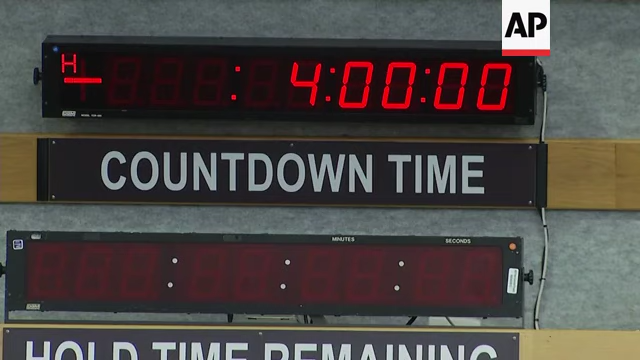 AP
H
- : 4:00:00
COUNTDOWN TIME
MINUTES SECONDS
HOLD TIME REMAINING